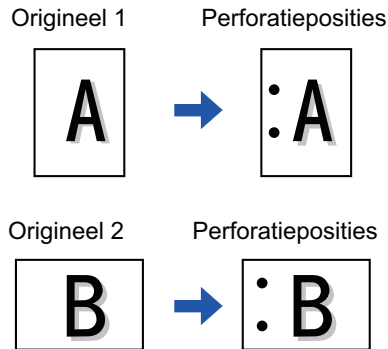 Origineel 1 Perforatieposities
A A
Origineel 2 Perforatieposities
B B